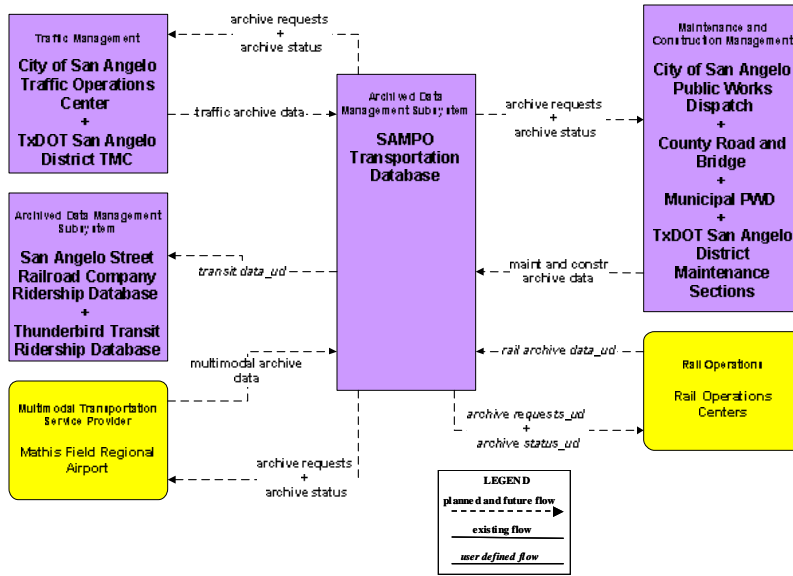 Traffic Management
City of San Angelo
Traffic Operations
Center
+
TxDOT San Angelo
District TMC
archive requests
+
archive status
traffic archive data
Archived Data
Management Subsystem
SAMPO
Transportation
Database
archive requests
+
archive status
Maintenance and
Construction Management
City of San Angelo
Public Works
Dispatch
+
County Road and
Bridge
+
Municipal PWD
+
TxDOT San Angelo
District
Maintenance
Sections
Archived Data Management
Subsystem
San Angelo Street
Railroad Company
Ridership Database
+
Thunderbird Transit
Ridership Database
transit data_ud
maint and constr
archive data
multimodal archive
data
rail archive data_ud
Rail Operations
Rail Operations
Centers
Multimodal Transportation
Service Provider
Mathis Field Regional
Airport
archive requests_ud
+
archive status_ud
archive requests
+
archive status
LEGEND
planned and future flow
existing flow
user defined flow